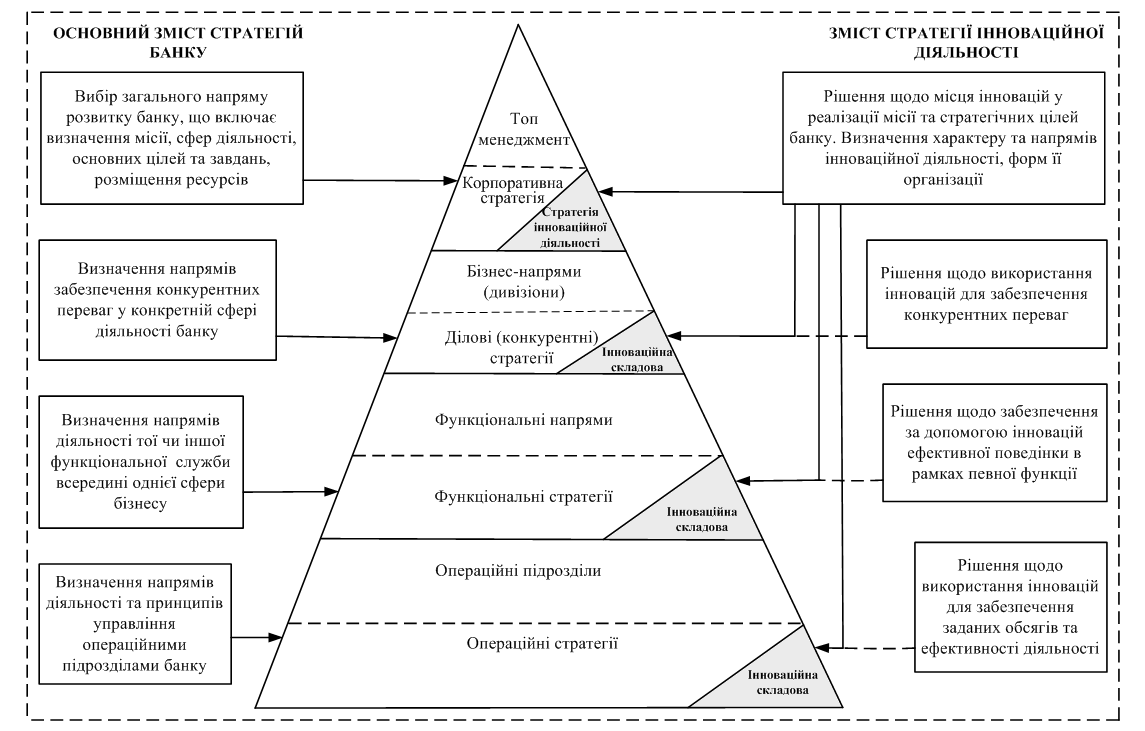 ОСНОВНИЙ ЗМІСТ СТРАТЕГІЙ
БАНКУ
Вибір загального напряму
розвитку банку, що включає
визначення місії, сфер діяльності,
основних цілей та завдань,
розміщення ресурсів
Визначення напрямів
забезпечення конкурентних
переваг у конкретній сфері
діяльності банку
Визначення напрямів
діяльності тої чи іншої
функціональної служби
всередині однієї сфери
бізнесу
Визначення напрямів
діяльності та принципів
управління
операційними
підрозділами банку
Топ
менеджмент
Корпоративна
стратегія
Стратегія
інноваційної
діяльності
Бізнес-напрями
(дивізіони)
Ділові (конкурентні)
стратегії
Інноваційна
складова
Функціональні напрями
Функціональні стратегії
Інноваційна
складова
Операційні підрозділи
Операційні стратегії
Інноваційна
складова
ЗМІСТ СТРАТЕГІЇ ІННОВАЦІЙНОЇ
ДІЯЛЬНОСТІ
Рішення щодо місця інновацій у
реалізації місії та стратегічних цілей
банку. Визначення характеру та напрямів
інноваційної діяльності, форм її
організації
Рішення щодо використання
інновацій для забезпечення
конкурентних переваг
Рішення щодо забезпечення
за допомогою інновацій
ефективної поведінки в
рамках певної функції
Рішення щодо
використання інновацій
для забезпечення
заданих обсягів та
ефективності діяльності